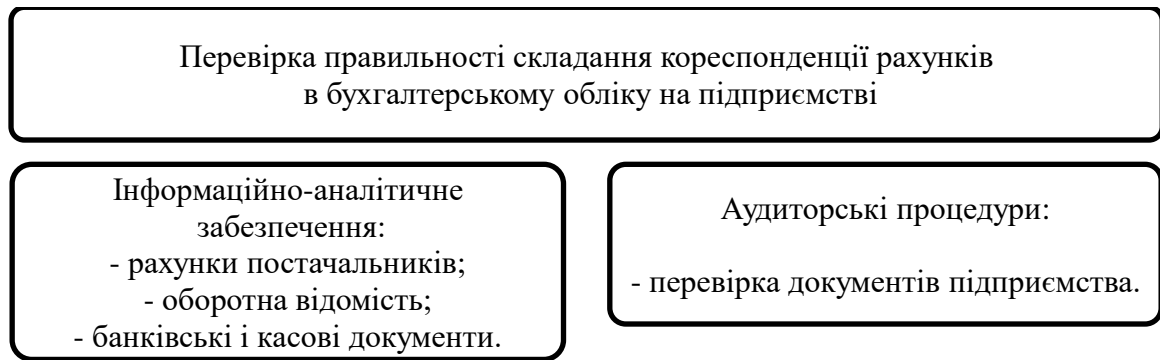 Перевірка правильності складання кореспонденції рахунків
в бухгалтерському обліку на підприємстві
Інформаційно-аналітичне
забезпечення:
- рахунки постачальників;
- оборотна відомість;
- банківські і касові документи.
Аудиторські процедури:
- перевірка документів підприємства.